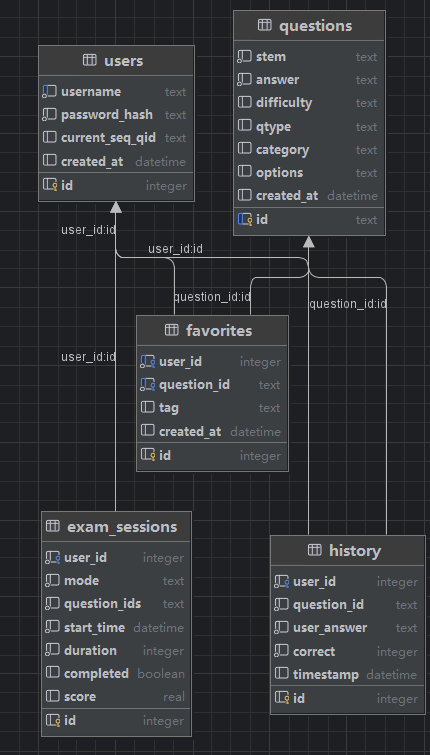 users
username text
password_hash text
current_seq_qid text
created_at datetime
id integer
questions
stem text
answer text
difficulty text
qtype text
category text
options text
created_at datetime
id text
user_id:id
user_id:id
question_id:id
question_id:id
user_id:id
favorites
user_id integer
question_id text
tag text
created_at datetime
id integer
exam_sessions
user_id integer
mode text
question_ids text
start_time datetime
duration integer
completed boolean
score real
id integer
history
user_id integer
question_id text
user_answer text
correct integer
timestamp datetime
id integer